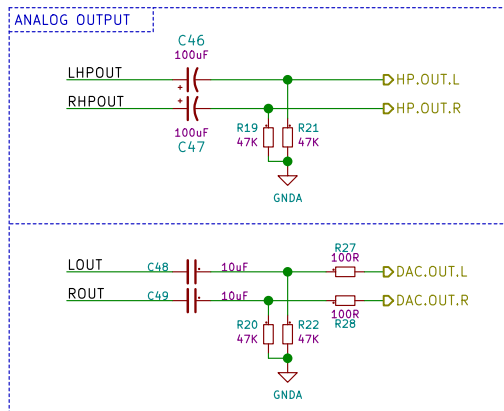 ANALOG OUTPUT
C46
100uF
LHPOUT
HP.OUT.L
+
RHPOUT
+
HP.OUT.R
100uF
C47
R19
47K
R21
47K
GNDA
R27
100R
LOUT
C48
10uF
DAC.OUT.L
ROUT
C49
10uF
DAC.OUT.R
100R
R28
R20
47K
R22
47K
GNDA